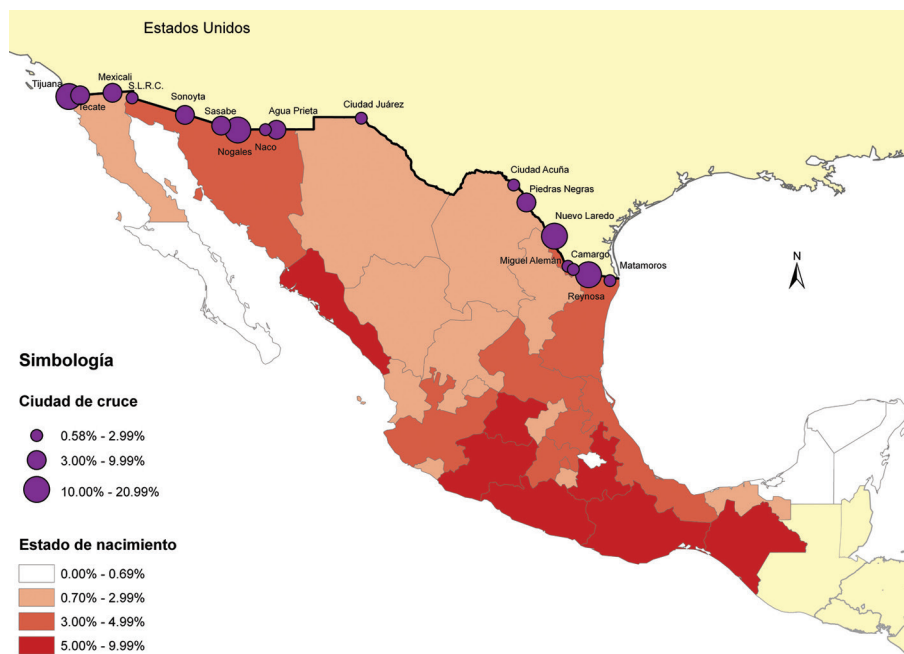 Estados Unidos
Tijuana
Mexicali
Tecate
S.L.R.C.
Sonoyta
Sasabe
Agua Prieta
Nogales
Naco
Ciudad Juárez
Ciudad Acuña
Piedras Negras
Nuevo Laredo
Miguel Alemán
Camargo
Matamoros
Reynosa
N
Simbología
Ciudad de cruce
0.58% - 2.99%
3.00% - 9.99%
10.00% - 20.99%
Estado de nacimiento
0.00% - 0.69%
0.70% - 2.99%
3.00% - 4.99%
5.00% - 9.99%